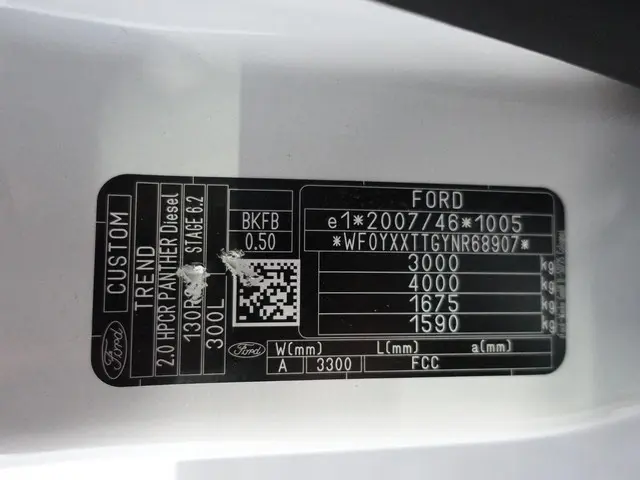 Ford
CUSTOM
TREND
2.0 HPCR PANTHER Diesel
STAGE 6.2
300L
BKFB
0.50
FORD
e1*2007/46*1005
*WF0YXXTTGYNR68907*
3000 kg
4000 kg
1675 kg
1590 kg
Ford
W(mm) L(mm) a(mm)
A 3300 FCC